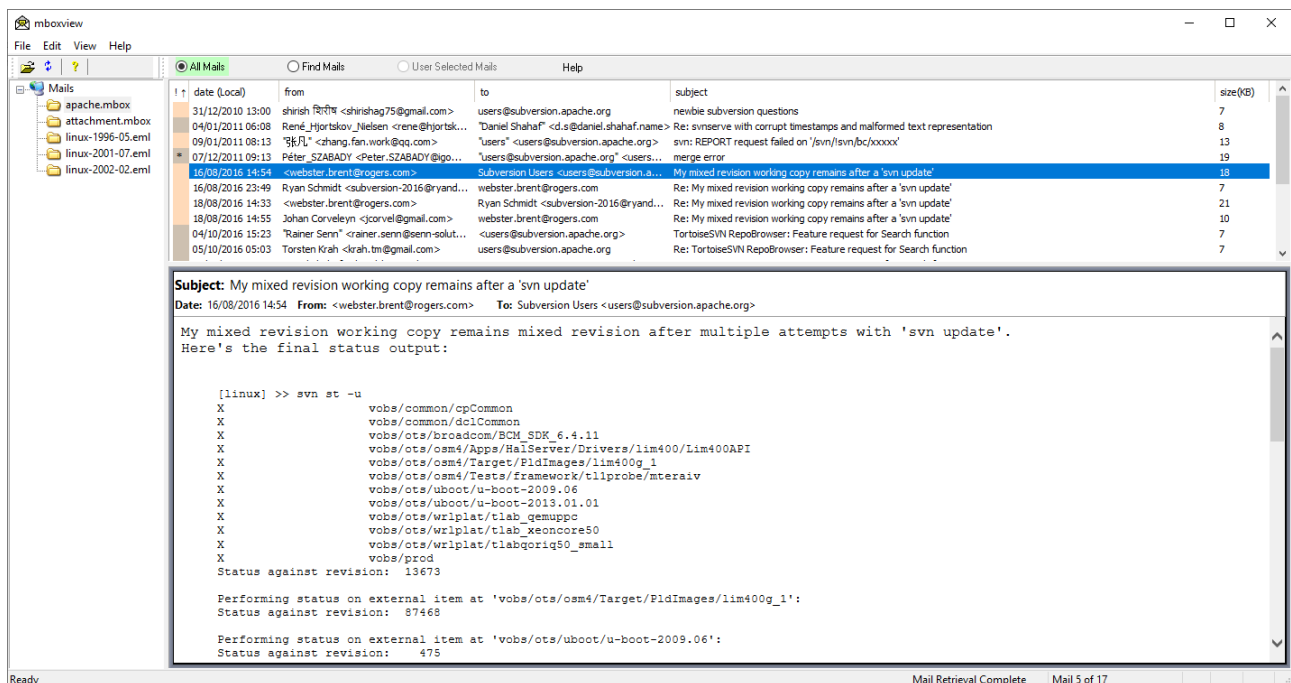 mboxview
File Edit View Help
All Mails Find Mails User Selected Mails Help
Mails
apache.mbox
attachment.mbox
linux-1996-05.eml
linux-2001-07.eml
linux-2002-02.eml
! date (Local) from to subject size(KB)
31/12/2010 13:00 shirish शिरीष <shirishag75@gmail.com> users@subversion.apache.org newbie subversion questions 7
04/01/2011 06:08 René_Hjortskov_Nielsen <rene@hjortsk... "Daniel Shahaf" <d.s@daniel.shahaf.name> Re: svnserve with corrupt timestamps and malformed text representation 8
09/01/2011 08:13 "张凡" <zhang.fan.work@qq.com> "users" <users@subversion.apache.org> svn: REPORT request failed on '/svn/!svn/bc/xxxxx' 13
* 07/12/2011 09:13 Péter_SZABADY <Peter.SZABADY@igo... "users@subversion.apache.org" <users... merge error 19
16/08/2016 14:54 <webster.brent@rogers.com> Subversion Users <users@subversion.a... My mixed revision working copy remains after a 'svn update' 18
16/08/2016 23:49 Ryan Schmidt <subversion-2016@ryand... webster.brent@rogers.com Re: My mixed revision working copy remains after a 'svn update' 7
18/08/2016 14:33 <webster.brent@rogers.com> Ryan Schmidt <subversion-2016@ryand... Re: My mixed revision working copy remains after a 'svn update' 21
18/08/2016 14:55 Johan Corveleyn <jcorvel@gmail.com> webster.brent@rogers.com Re: My mixed revision working copy remains after a 'svn update' 10
04/10/2016 15:23 "Rainer Senn" <rainer.senn@senn-solut... <users@subversion.apache.org> TortoiseSVN RepoBrowser: Feature request for Search function 7
05/10/2016 05:03 Torsten Krah <krah.tm@gmail.com> users@subversion.apache.org Re: TortoiseSVN RepoBrowser: Feature request for Search function 7
Subject: My mixed revision working copy remains after a 'svn update'
Date: 16/08/2016 14:54 From: <webster.brent@rogers.com> To: Subversion Users <users@subversion.apache.org>
My mixed revision working copy remains mixed revision after multiple attempts with 'svn update'.
Here's the final status output:
[linux] >> svn st -u
X vobs/common/cpCommon
X vobs/common/dclCommon
X vobs/ots/broadcom/BCM_SDK_6.4.11
X vobs/ots/osm4/Apps/HalServer/Drivers/lim400/Lim400API
X vobs/ots/osm4/Target/PldImages/lim400g_1
X vobs/ots/osm4/Tests/framework/tl1probe/mteraiv
X vobs/ots/uboot/u-boot-2009.06
X vobs/ots/uboot/u-boot-2013.01.01
X vobs/ots/wrlplat/tlab_qemuppc
X vobs/ots/wrlplat/tlab_xeoncore50
X vobs/ots/wrlplat/tlabqoriq50_small
X vobs/prod
Status against revision: 13673
Performing status on external item at 'vobs/ots/osm4/Target/PldImages/lim400g_1':
Status against revision: 87468
Performing status on external item at 'vobs/ots/uboot/u-boot-2009.06':
Status against revision: 475
Ready Mail Retrieval Complete Mail 5 of 17